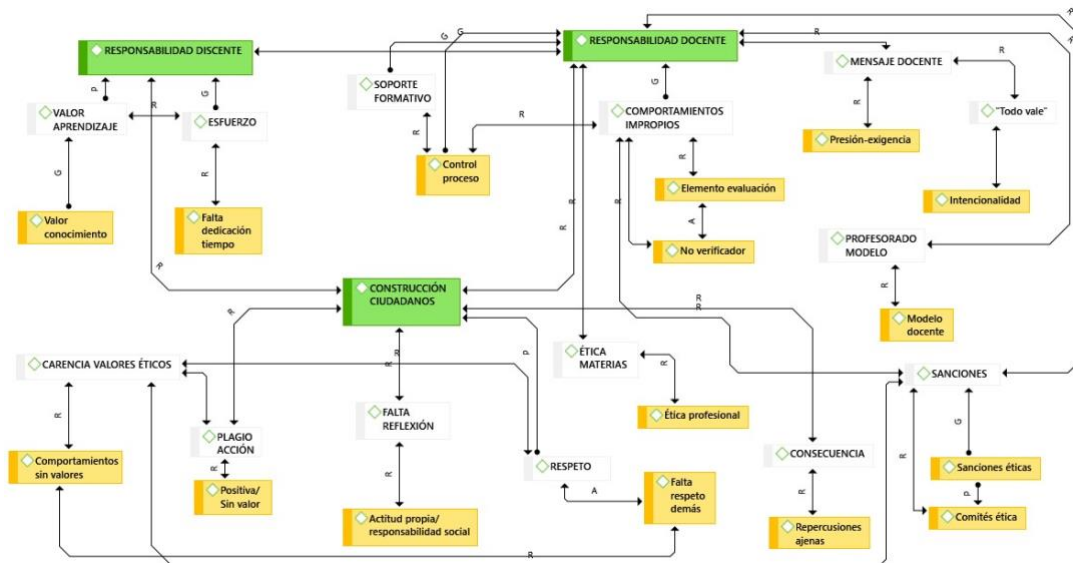 RESPONSABILIDAD DISCENTE
RESPONSABILIDAD DOCENTE
R
R
R
G
G
R
P
G
R
VALOR
APRENDIZAJE
ESFUERZO
SOPORTE
FORMATIVO
G
COMPORTAMIENTOS
IMPROPIOS
MENSAJE DOCENTE
R
"Todo vale"
R
R
R
Presión-exigencia
G
R
Control
proceso
R
Elemento evaluación
Intencionalidad
Valor
conocimiento
Falta
dedicación
tiempo
R
R
R
A
No verificador
PROFESORADO
MODELO
R
R
CONSTRUCCIÓN
CIUDADANOS
R
R
R
R
Modelo
docente
R
R
R
P
CARENCIA VALORES ÉTICOS
ÉTICA
MATERIAS
R
SANCIONES
R
FALTA
REFLEXIÓN
Ética profesional
G
PLAGIO
ACCIÓN
R
Comportamientos
sin valores
R
R
RESPETO
CONSECUENCIA
R
Sanciones éticas
Positiva/
Sin valor
A
Falta
respeto
demás
R
P
Comités ética
Actitud propia/
responsabilidad social
Repercusiones
ajenas
R
R